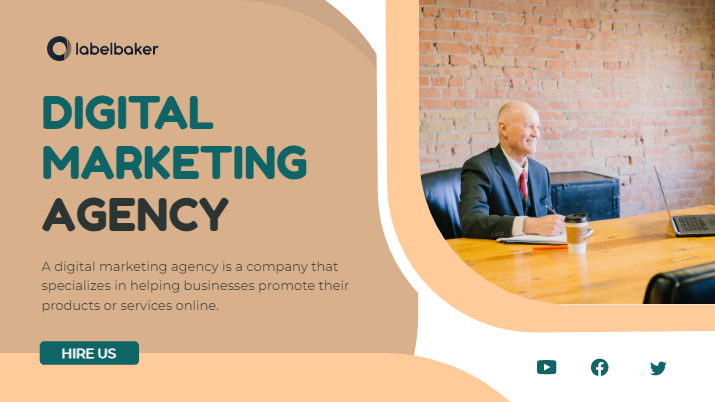 labelbaker
DIGITAL
MARKETING
AGENCY
A digital marketing agency is a company that
specializes in helping businesses promote their
products or services online.
HIRE US